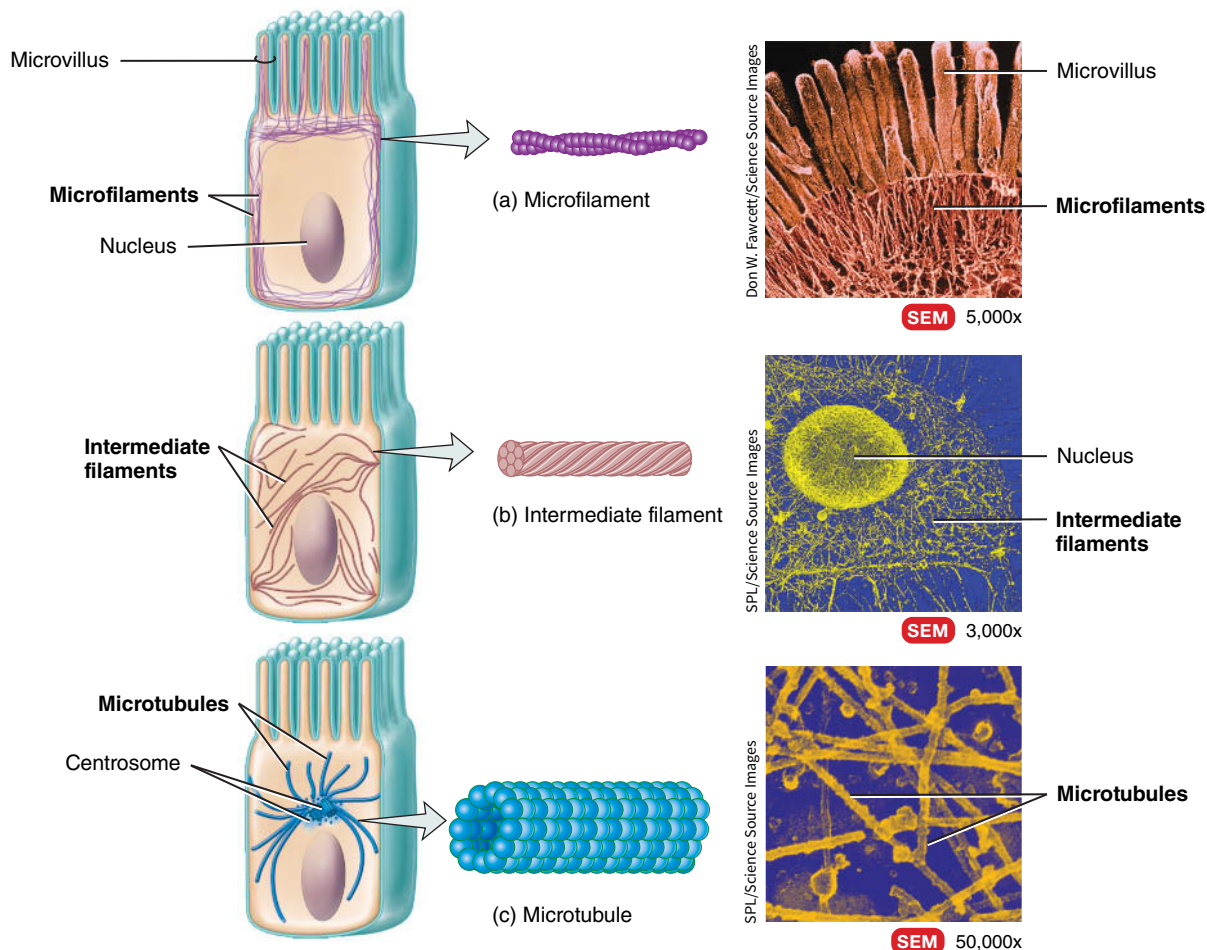 Microvillus
Microfilaments
Nucleus
(a) Microfilament
Don W. Fawcett/Science Source Images
Microvillus
Microfilaments
SEM 5,000x
Intermediate
filaments
(b) Intermediate filament
SPL/Science Source Images
Nucleus
Intermediate
filaments
SEM 3,000x
Microtubules
Centrosome
(c) Microtubule
SPL/Science Source Images
Microtubules
SEM 50,000x